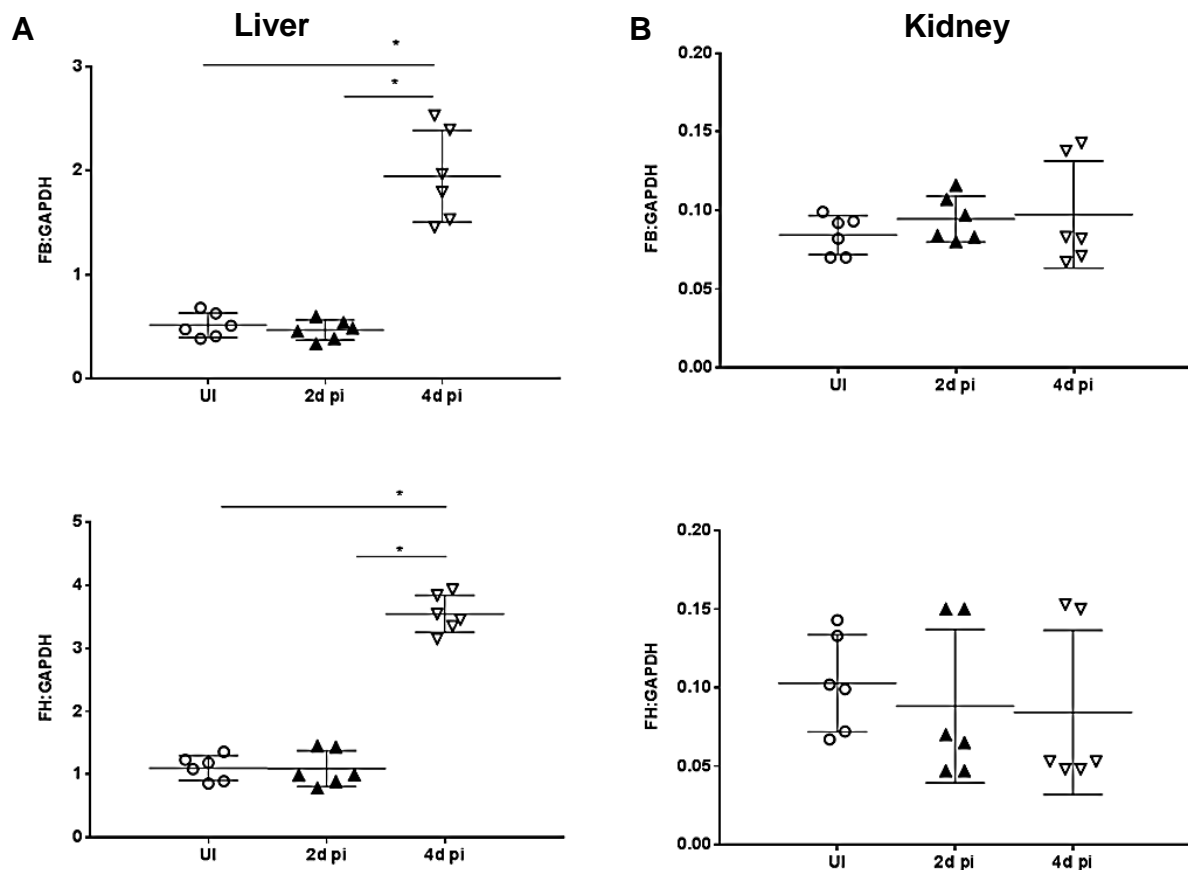 A
Liver
*
*
3
2
1
0
FB:GAPDH
UI
2d pi
4d pi
B
Kidney
0.20
0.15
0.10
0.05
0.00
FB:GAPDH
UI
2d pi
4d pi
*
*
5
4
3
2
1
0
FH:GAPDH
UI
2d pi
4d pi
0.20
0.15
0.10
0.05
0.00
FH:GAPDH
UI
2d pi
4d pi